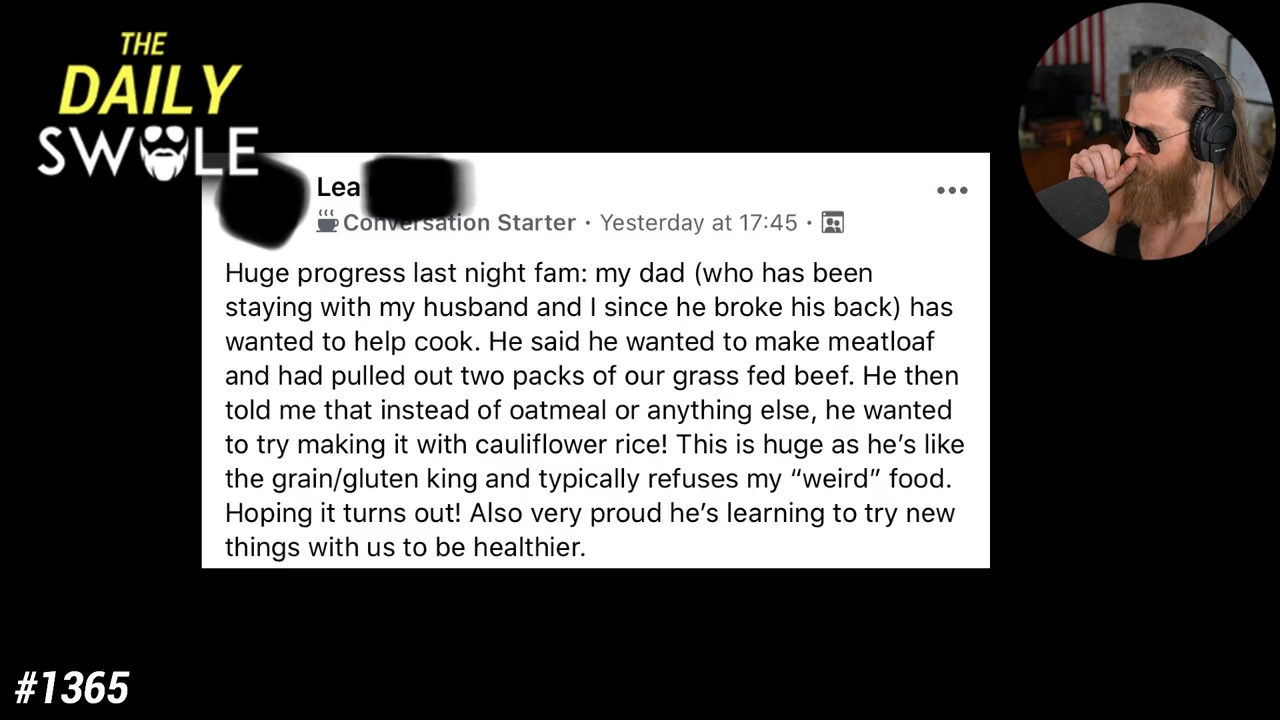 THE
DAILY
SWOLE
Lea
Conversation Starter · Yesterday at 17:45 ·
Huge progress last night fam: my dad (who has been
staying with my husband and I since he broke his back) has
wanted to help cook. He said he wanted to make meatloaf
and had pulled out two packs of our grass fed beef. He then
told me that instead of oatmeal or anything else, he wanted
to try making it with cauliflower rice! This is huge as he’s like
the grain/gluten king and typically refuses my “weird” food.
Hoping it turns out! Also very proud he’s learning to try new
things with us to be healthier.
#1365